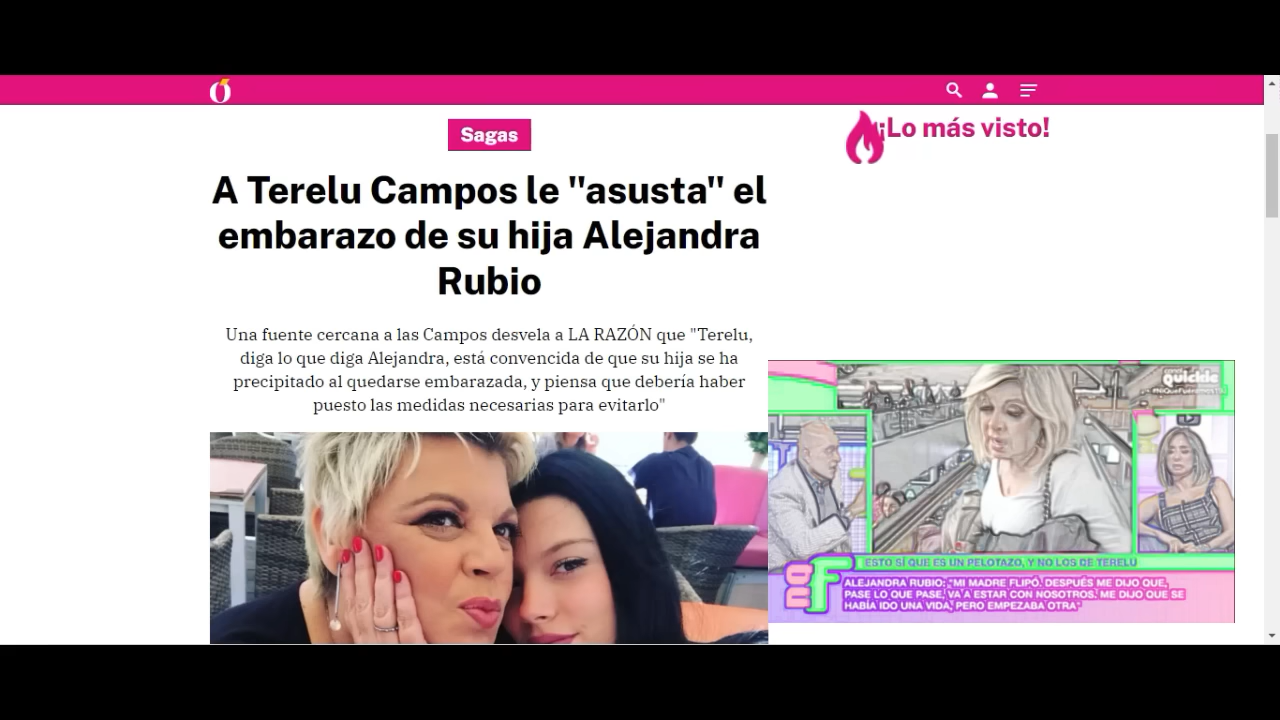 Ó
Sagas
¡Lo más visto!
A Terelu Campos le "asusta" el
embarazo de su hija Alejandra
Rubio
Una fuente cercana a las Campos desvela a LA RAZÓN que "Terelu,
diga lo que diga Alejandra, está convencida de que su hija se ha
precipitado al quedarse embarazada, y piensa que debería haber
puesto las medidas necesarias para evitarlo"
quickie
ESTO SÍ QUE ES UN PELOTAZO, Y NO LOS DE TERELU
ALEJANDRA RUBIO: "MI MADRE FLIPÓ. DESPUÉS ME DIJO QUE,
PASE LO QUE PASE, VA A ESTAR CON NOSOTROS. ME DIJO QUE SE
HABÍA IDO UNA VIDA, PERO EMPEZABA OTRA"